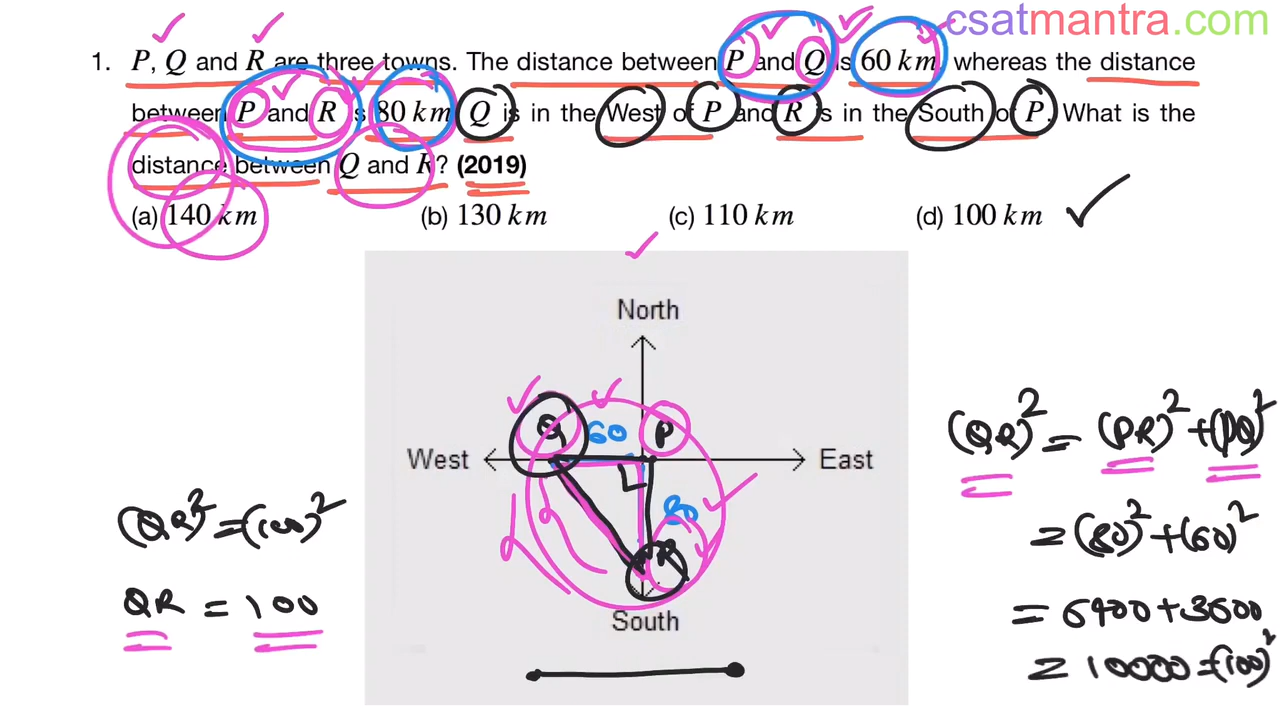 csatmantra.com
1. P, Q and R are three towns. The distance between P and Q is 60 km, whereas the distance
between P and R is 80 km. Q is in the West of P and R is in the South of P. What is the
distance between Q and R? (2019)
(a) 140 km (b) 130 km (c) 110 km (d) 100 km
North
Q 60 P
West East
80
R
South
(QR)² = (PR)² + (PQ)²
= (80)² + (60)²
= 6400 + 3600
= 10000 = (100)²
(QR)² = (100)²
QR = 100